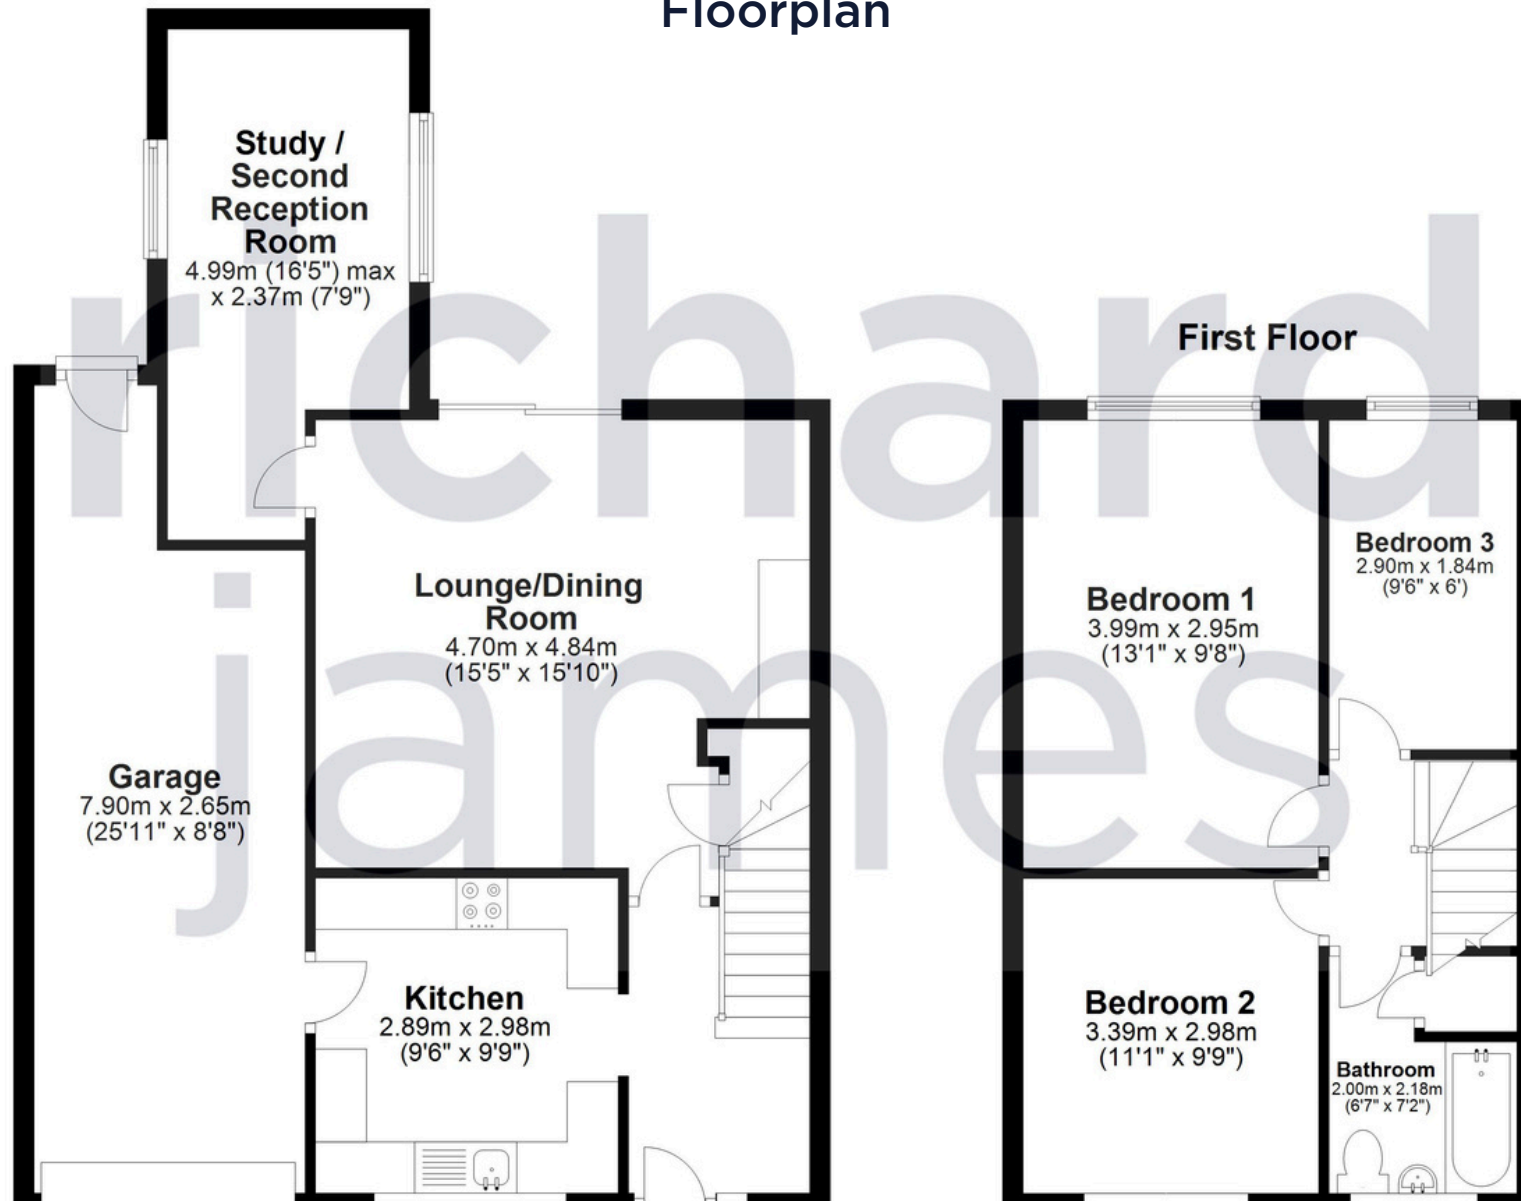 Floorplan
Study /
Second
Reception
Room
4.99m (16'5") max
x 2.37m (7'9")
Lounge/Dining
Room
4.70m x 4.84m
(15'5" x 15'10")
Garage
7.90m x 2.65m
(25'11" x 8'8")
Kitchen
2.89m x 2.98m
(9'6" x 9'9")
First Floor
Bedroom 1
3.99m x 2.95m
(13'1" x 9'8")
Bedroom 3
2.90m x 1.84m
(9'6" x 6')
Bedroom 2
3.39m x 2.98m
(11'1" x 9'9")
Bathroom
2.00m x 2.18m
(6'7" x 7'2")
richard
james